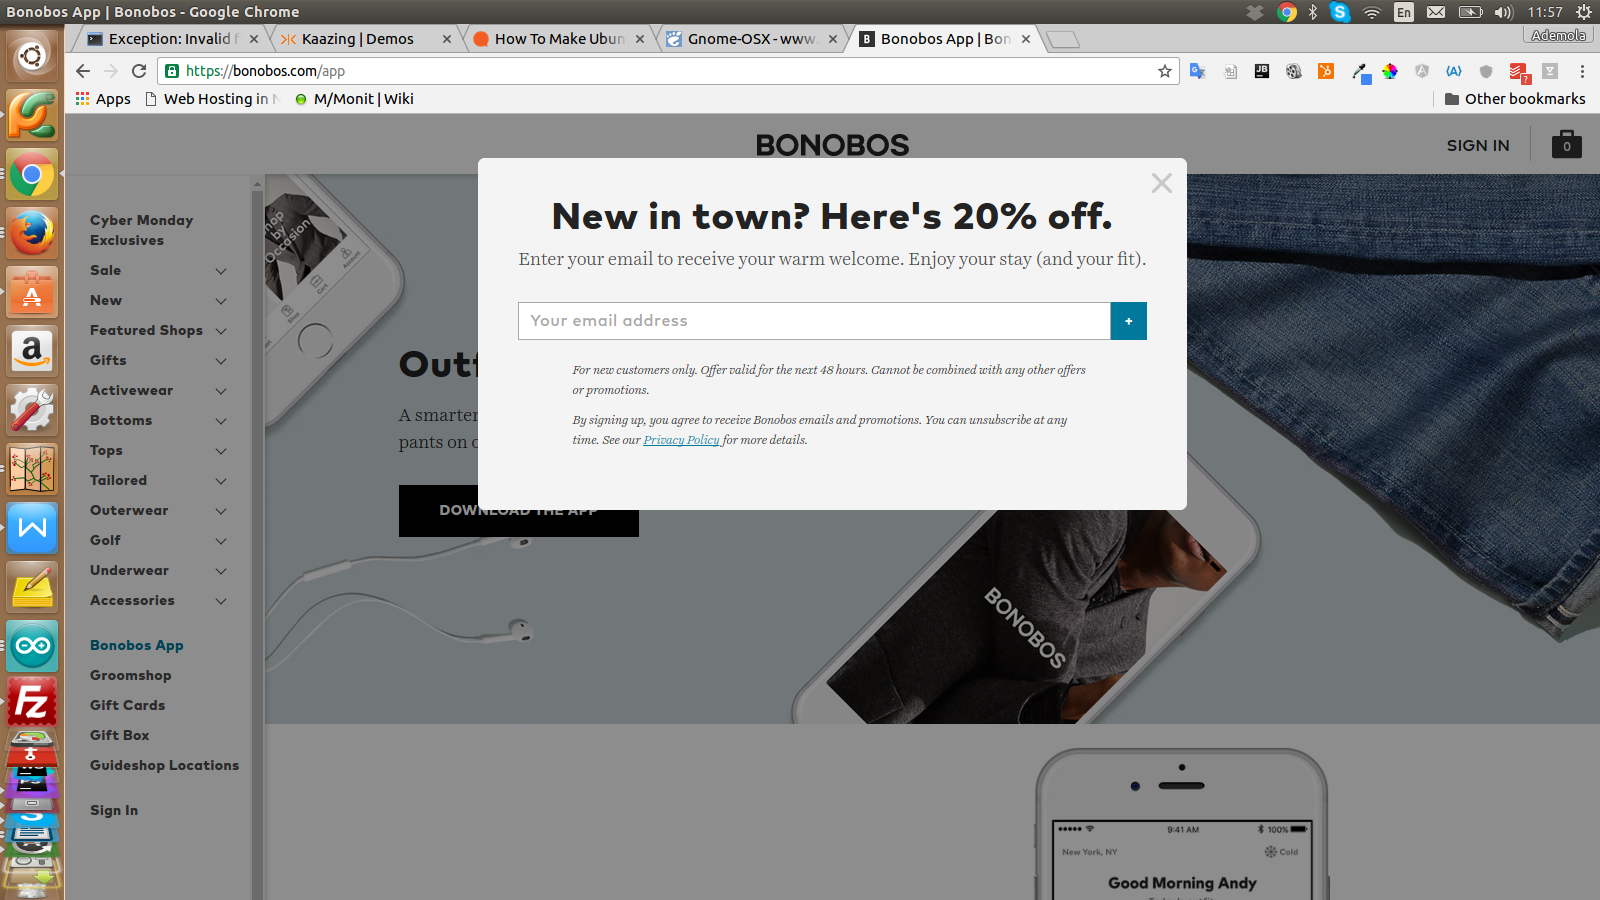 Bonobos App | Bonobos - Google Chrome
En
11:57
Exception: Invalid f
Kaazing | Demos
How To Make Ubun
Gnome-OSX - www.
Bonobos App | Bon
Ademola
https://bonobos.com/app
Apps
Web Hosting in N
M/Monit | Wiki
Other bookmarks
BONOBOS
SIGN IN
0
Cyber Monday
Exclusives
Sale
New
Featured Shops
Gifts
Activewear
Bottoms
Tops
Tailored
Outerwear
Golf
Underwear
Accessories
Bonobos App
Groomshop
Gift Cards
Gift Box
Guideshop Locations
Sign In
New in town? Here's 20% off.
Enter your email to receive your warm welcome. Enjoy your stay (and your fit).
Your email address
+
For new customers only. Offer valid for the next 48 hours. Cannot be combined with any other offers
or promotions.
By signing up, you agree to receive Bonobos emails and promotions. You can unsubscribe at any
time. See our Privacy Policy for more details.
by
Occasion
Outf
A smarter
pants on
DOWNLOAD THE APP
BONOBOS
9:41 AM
100%
New York, NY
Cold
Good Morning Andy